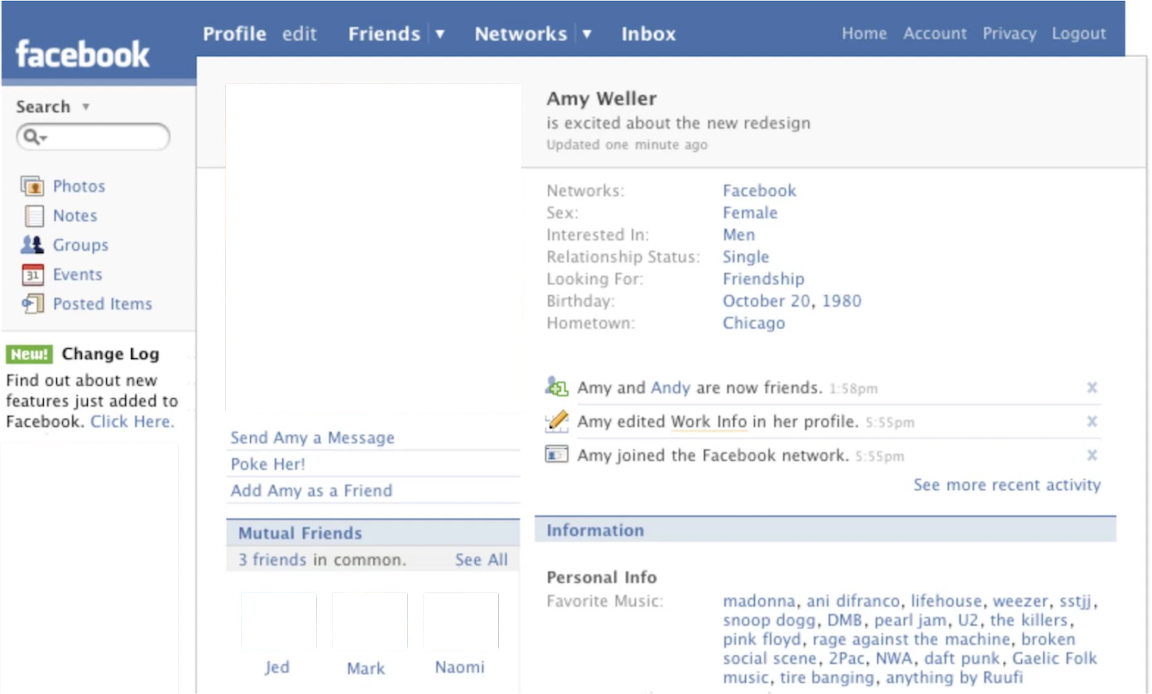 facebook
Profile edit Friends Networks Inbox Home Account Privacy Logout
Search
Photos
Notes
Groups
31
Events
Posted Items
New! Change Log
Find out about new
features just added to
Facebook. Click Here.
Send Amy a Message
Poke Her!
Add Amy as a Friend
Mutual Friends
3 friends in common. See All
Jed Mark Naomi
Amy Weller
is excited about the new redesign
Updated one minute ago
Networks: Facebook
Sex: Female
Interested In: Men
Relationship Status: Single
Looking For: Friendship
Birthday: October 20, 1980
Hometown: Chicago
Amy and Andy are now friends. 1:58pm
Amy edited Work Info in her profile. 5:55pm
Amy joined the Facebook network. 5:55pm
See more recent activity
Information
Personal Info
Favorite Music: madonna, ani difranco, lifehouse, weezer, sstjj,
snoop dogg, DMB, pearl jam, U2, the killers,
pink floyd, rage against the machine, broken
social scene, 2Pac, NWA, daft punk, Gaelic Folk
music, tire banging, anything by Ruufi